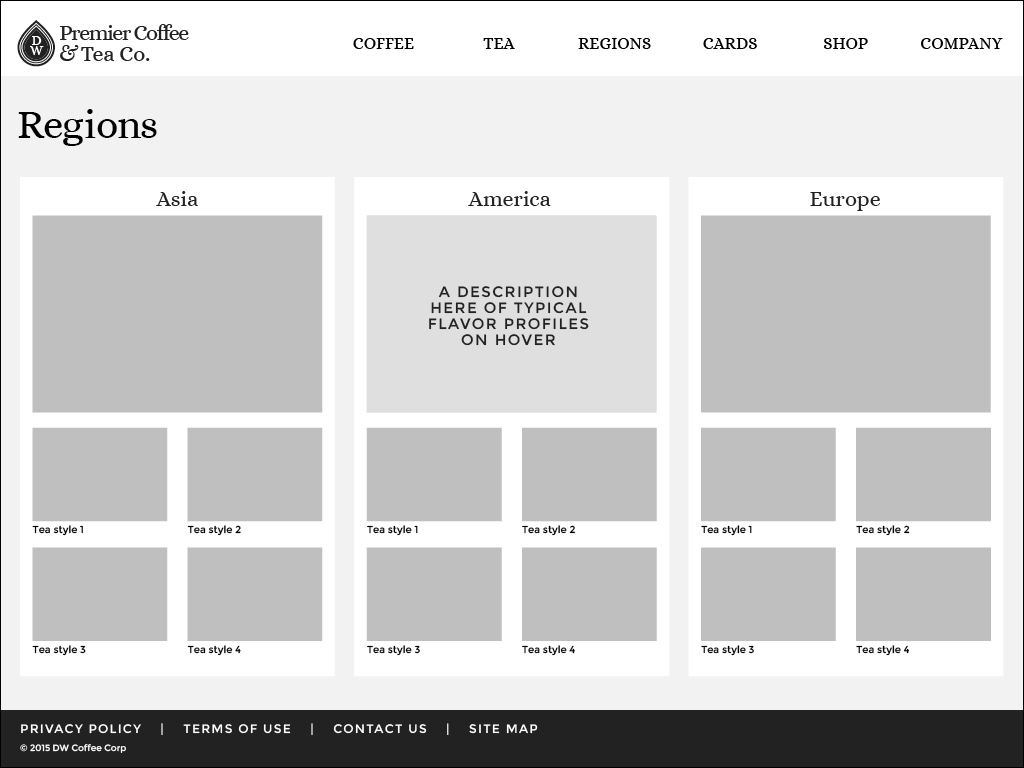 D
W
Premier Coffee
& Tea Co.
COFFEE TEA REGIONS CARDS SHOP COMPANY
Regions
Asia
America
Europe
A DESCRIPTION
HERE OF TYPICAL
FLAVOR PROFILES
ON HOVER
Tea style 1 Tea style 2 Tea style 1 Tea style 2 Tea style 1 Tea style 2
Tea style 3 Tea style 4 Tea style 3 Tea style 4 Tea style 3 Tea style 4
PRIVACY POLICY | TERMS OF USE | CONTACT US | SITE MAP
© 2015 DW Coffee Corp